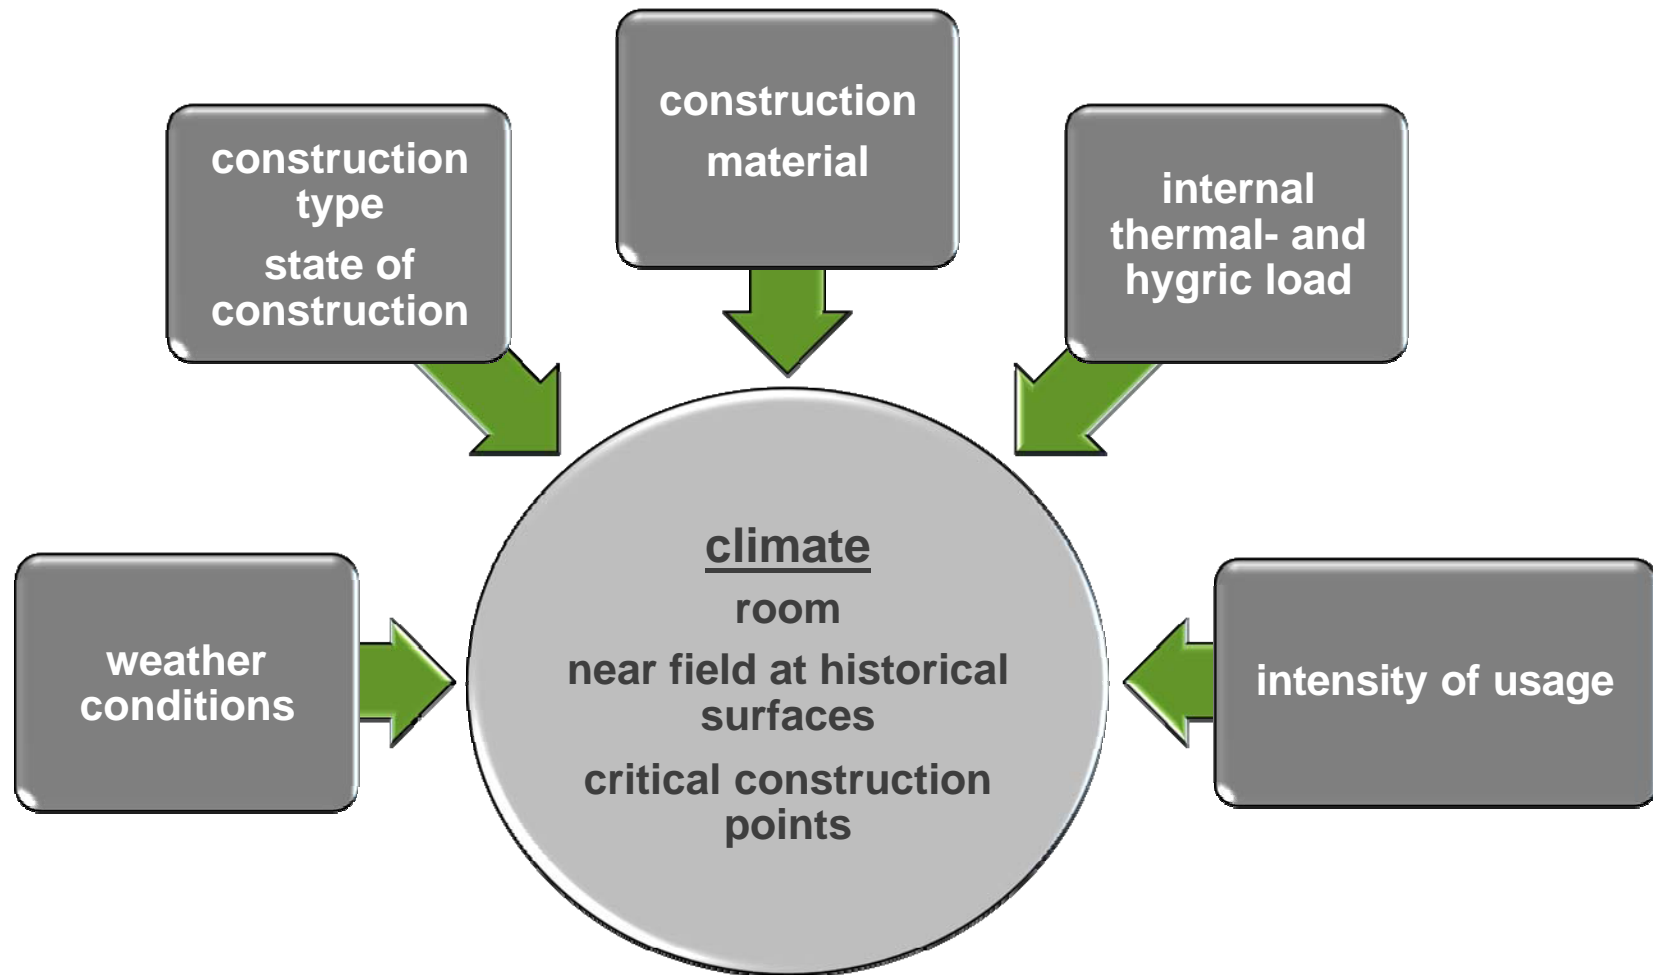 construction
material
construction
type
state of
construction
internal
thermal- and
hygric load
climate
room
near field at historical
surfaces
critical construction
points
weather
conditions
intensity of usage